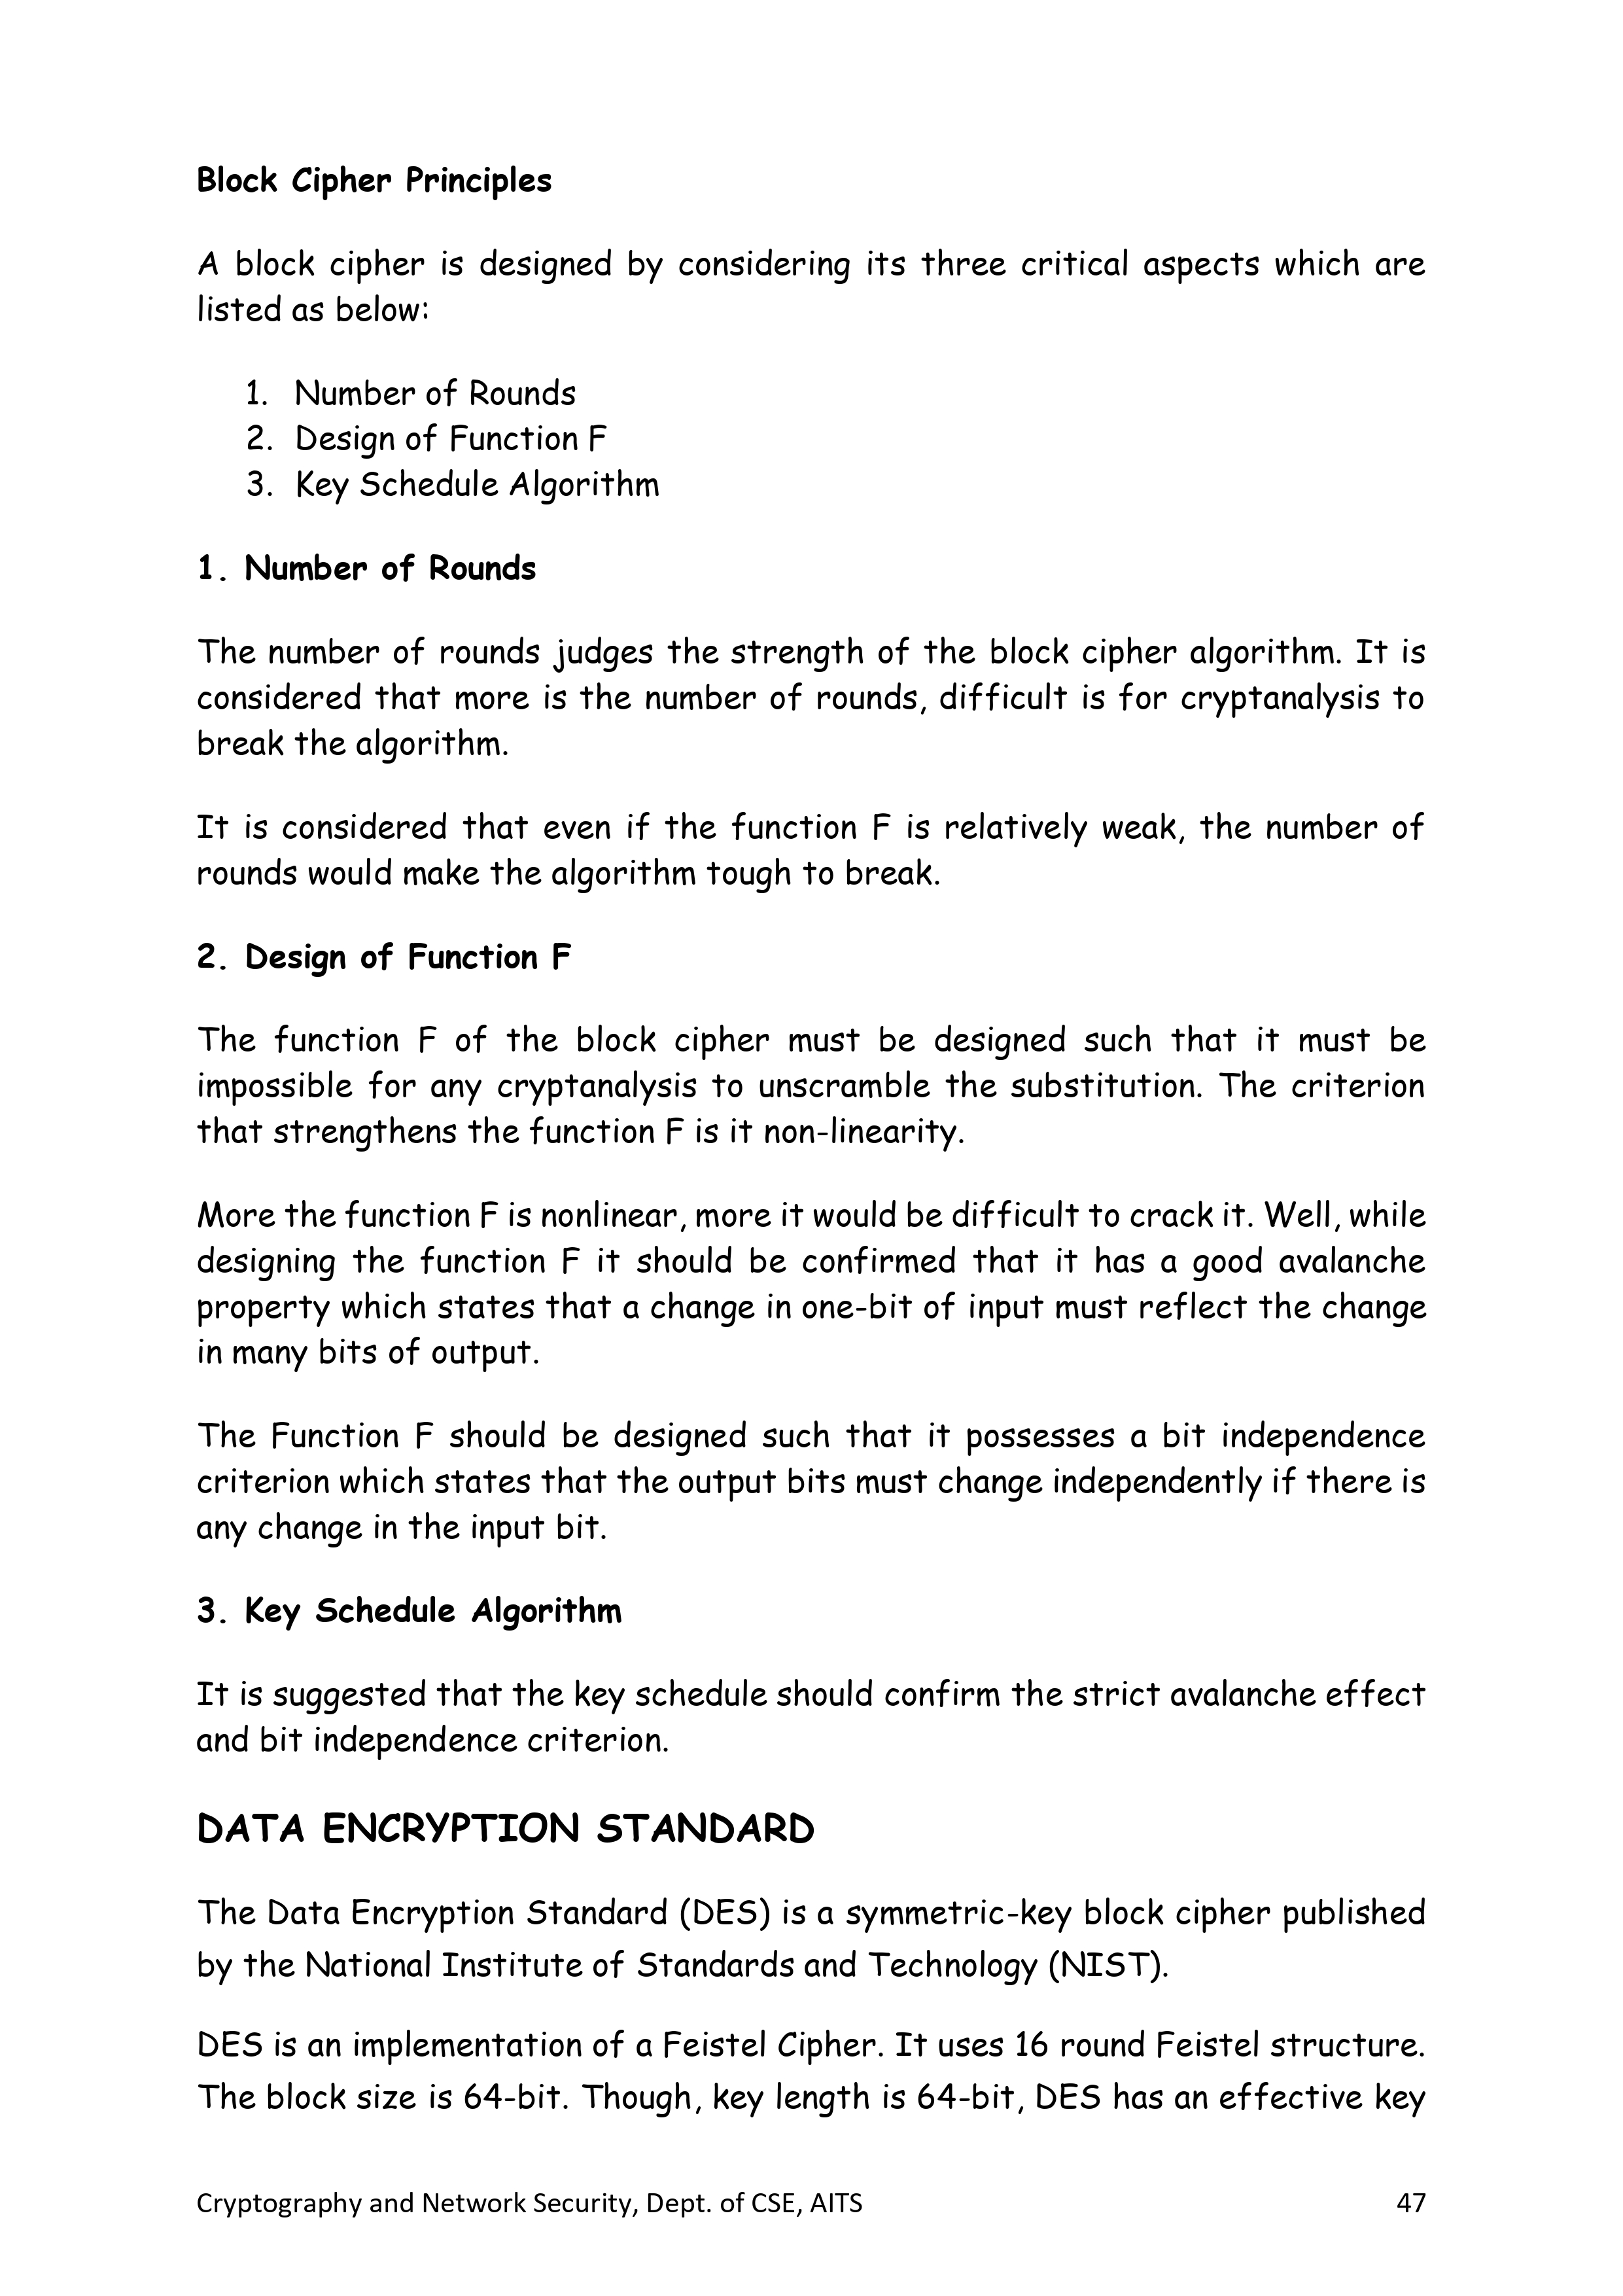 Block Cipher Principles
A block cipher is designed by considering its three critical aspects which are
listed as below:
1. Number of Rounds
2. Design of Function F
3. Key Schedule Algorithm
1. Number of Rounds
The number of rounds judges the strength of the block cipher algorithm. It is
considered that more is the number of rounds, difficult is for cryptanalysis to
break the algorithm.
It is considered that even if the function F is relatively weak, the number of
rounds would make the algorithm tough to break.
2. Design of Function F
The function F of the block cipher must be designed such that it must be
impossible for any cryptanalysis to unscramble the substitution. The criterion
that strengthens the function F is it non-linearity.
More the function F is nonlinear, more it would be difficult to crack it. Well, while
designing the function F it should be confirmed that it has a good avalanche
property which states that a change in one-bit of input must reflect the change
in many bits of output.
The Function F should be designed such that it possesses a bit independence
criterion which states that the output bits must change independently if there is
any change in the input bit.
3. Key Schedule Algorithm
It is suggested that the key schedule should confirm the strict avalanche effect
and bit independence criterion.
DATA ENCRYPTION STANDARD
The Data Encryption Standard (DES) is a symmetric-key block cipher published
by the National Institute of Standards and Technology (NIST).
DES is an implementation of a Feistel Cipher. It uses 16 round Feistel structure.
The block size is 64-bit. Though, key length is 64-bit, DES has an effective key
Cryptography and Network Security, Dept. of CSE, AITS 47